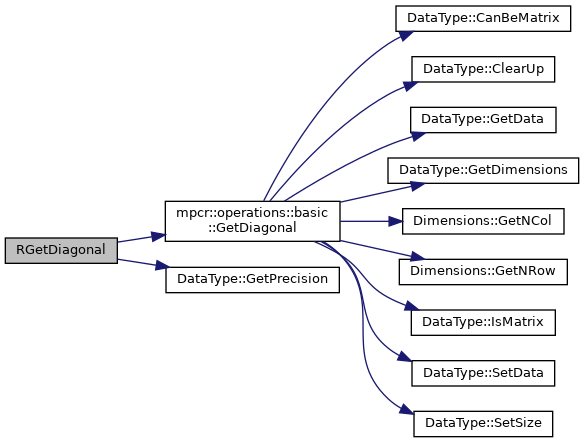 RGetDiagonal
mpcr::operations::basic
::GetDiagonal
DataType::GetPrecision
DataType::CanBeMatrix
DataType::ClearUp
DataType::GetData
DataType::GetDimensions
Dimensions::GetNCol
Dimensions::GetNRow
DataType::IsMatrix
DataType::SetData
DataType::SetSize